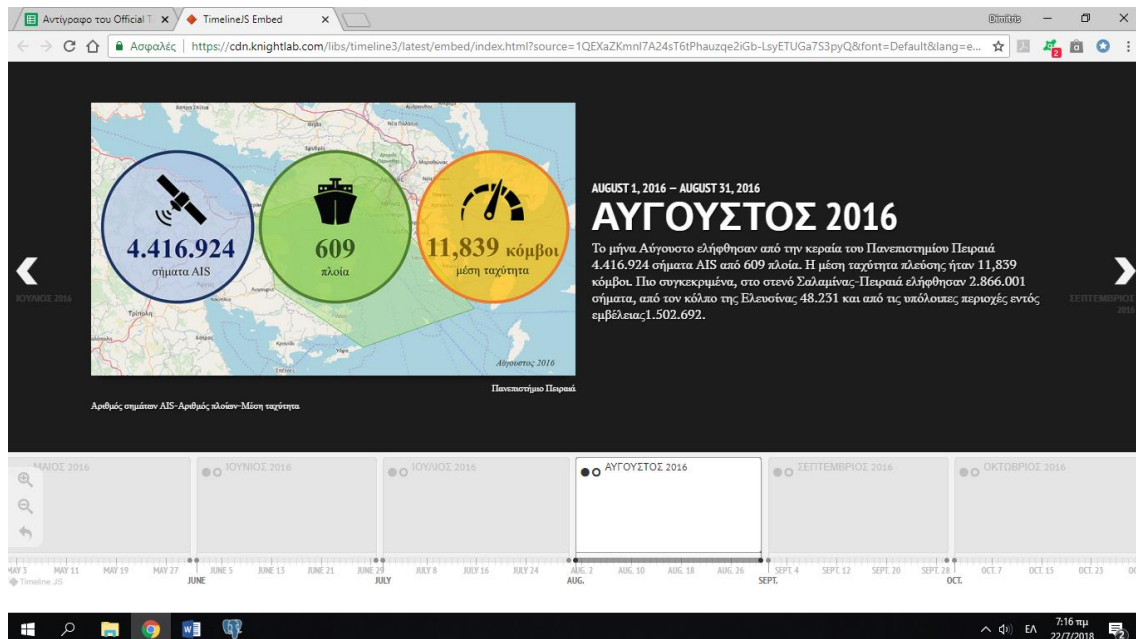 Αντίγραφο του Official T
TimelineJS Embed
Dimitris
Ασφαλές
https://cdn.knightlab.com/libs/timeline3/latest/embed/index.html?source=1QEXaZKmnI7A24sT6tPhauzqe2iGb-LsyETUGa7S3pyQ&font=Default&lang=e...
2
4.416.924
σήματα AIS
609
πλοία
11,839 κόμβοι
μέση ταχύτητα
Θήβα
Τρίπολη
Ύδρα
Αύγουστος 2016
Πανεπιστήμιο Πειραιά
Αριθμός σημάτων AIS-Αριθμός πλοίων-Μέση ταχύτητα
AUGUST 1, 2016 — AUGUST 31, 2016
ΑΥΓΟΥΣΤΟΣ 2016
Το μήνα Αύγουστο ελήφθησαν από την κεραία του Πανεπιστημίου Πειραιά
4.416.924 σήματα AIS από 609 πλοία. Η μέση ταχύτητα πλεύσης ήταν 11,839
κόμβοι. Πιο συγκεκριμένα, στο στενό Σαλαμίνας-Πειραιά ελήφθησαν 2.866.001
σήματα, από τον κόλπο της Ελευσίνας 48.231 και από τις υπόλοιπες περιοχές εντός
εμβέλειας1.502.692.
ΙΟΥΛΙΟΣ 2016
ΣΕΠΤΕΜΒΡΙΟΣ
2016
ΜΑΙΟΣ 2016
ΙΟΥΝΙΟΣ 2016
ΙΟΥΛΙΟΣ 2016
ΑΥΓΟΥΣΤΟΣ 2016
ΣΕΠΤΕΜΒΡΙΟΣ 2016
ΟΚΤΩΒΡΙΟΣ 2016
MAY 3 MAY 11 MAY 19 MAY 27 JUNE 5 JUNE 13 JUNE 21 JUNE 29 JULY 8 JULY 16 JULY 24 AUG. 2 AUG. 10 AUG. 18 AUG. 26 SEPT. 4 SEPT. 12 SEPT. 20 SEPT. 28 OCT. 7 OCT. 15 OCT. 23
JUNE JULY AUG. SEPT. OCT.
Timeline JS
ΕΛ
7:16 πμ
22/7/2018
2